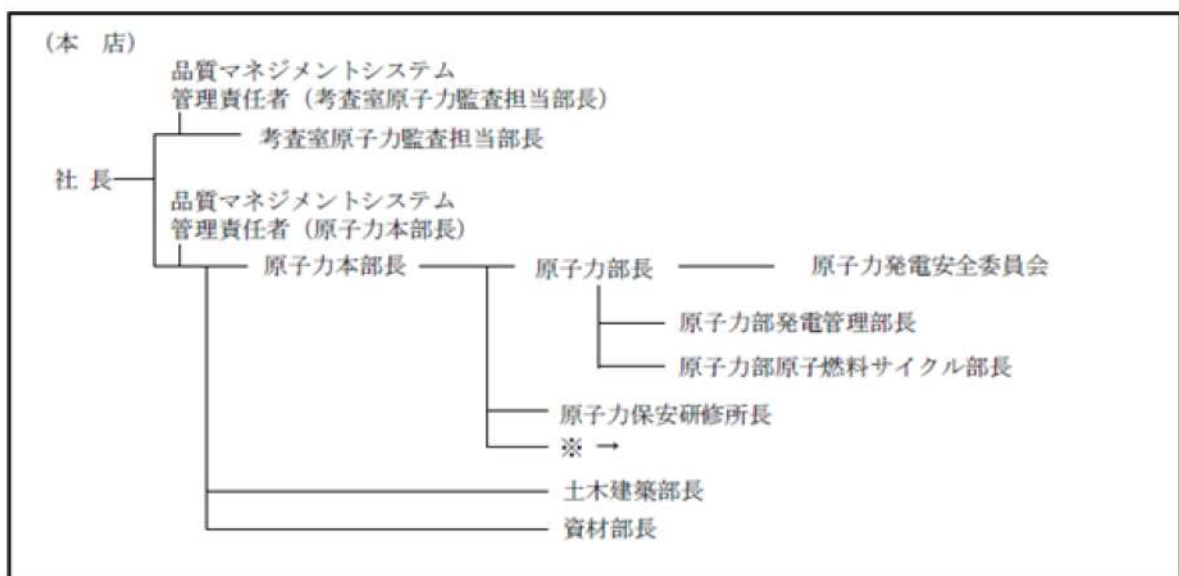 (本　店)
品質マネジメントシステム
管理責任者（考査室原子力監査担当部長）
考査室原子力監査担当部長
社 長
品質マネジメントシステム
管理責任者（原子力本部長）
原子力本部長
原子力部長
原子力発電安全委員会
原子力部発電管理部長
原子力部原子燃料サイクル部長
原子力保安研修所長
※ →
土木建築部長
資材部長